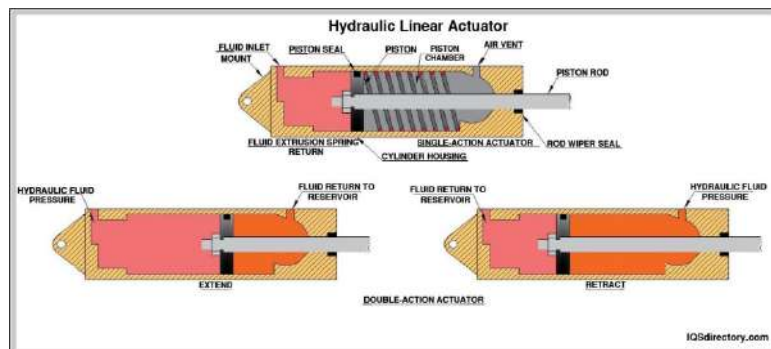 Hydraulic Linear Actuator
FLUID INLET
MOUNT
PISTON SEAL
PISTON
PISTON
CHAMBER
AIR VENT
PISTON ROD
FLUID EXTRUSION SPRING
RETURN
CYLINDER HOUSING
SINGLE-ACTION ACTUATOR
ROD WIPER SEAL
HYDRAULIC FLUID
PRESSURE
FLUID RETURN TO
RESERVOIR
EXTEND
FLUID RETURN TO
RESERVOIR
HYDRAULIC FLUID
PRESSURE
RETRACT
DOUBLE-ACTION ACTUATOR
IQSdirectory.com